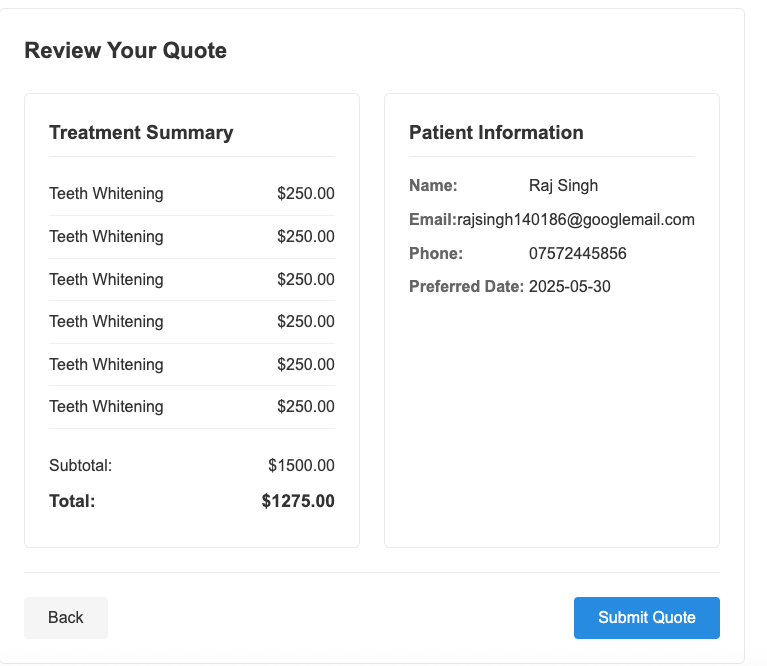 Review Your Quote
Treatment Summary
Teeth Whitening $250.00
Teeth Whitening $250.00
Teeth Whitening $250.00
Teeth Whitening $250.00
Teeth Whitening $250.00
Teeth Whitening $250.00
Subtotal: $1500.00
Total: $1275.00
Patient Information
Name: Raj Singh
Email:rajsingh140186@googlemail.com
Phone: 07572445856
Preferred Date: 2025-05-30
Back Submit Quote